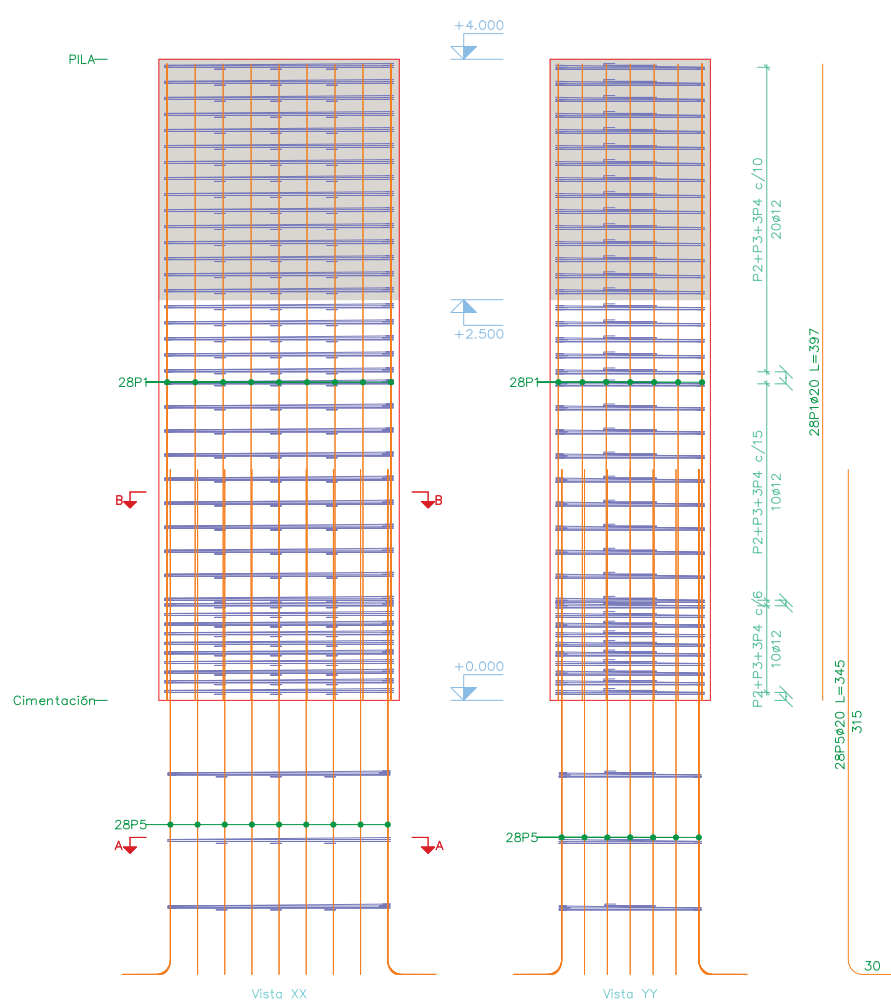 +4.000
PILA
P2+P3+3P4 c/10
20ø12
+2.500
28P1
28P1
28P1ø20 L=397
P2+P3+3P4 c/15
10ø12
B
B
P2+P3+3P4 c/6
10ø12
+0.000
Cimentación
28P5ø20 L=345
315
28P5
28P5
A
A
30
Vista XX
Vista YY